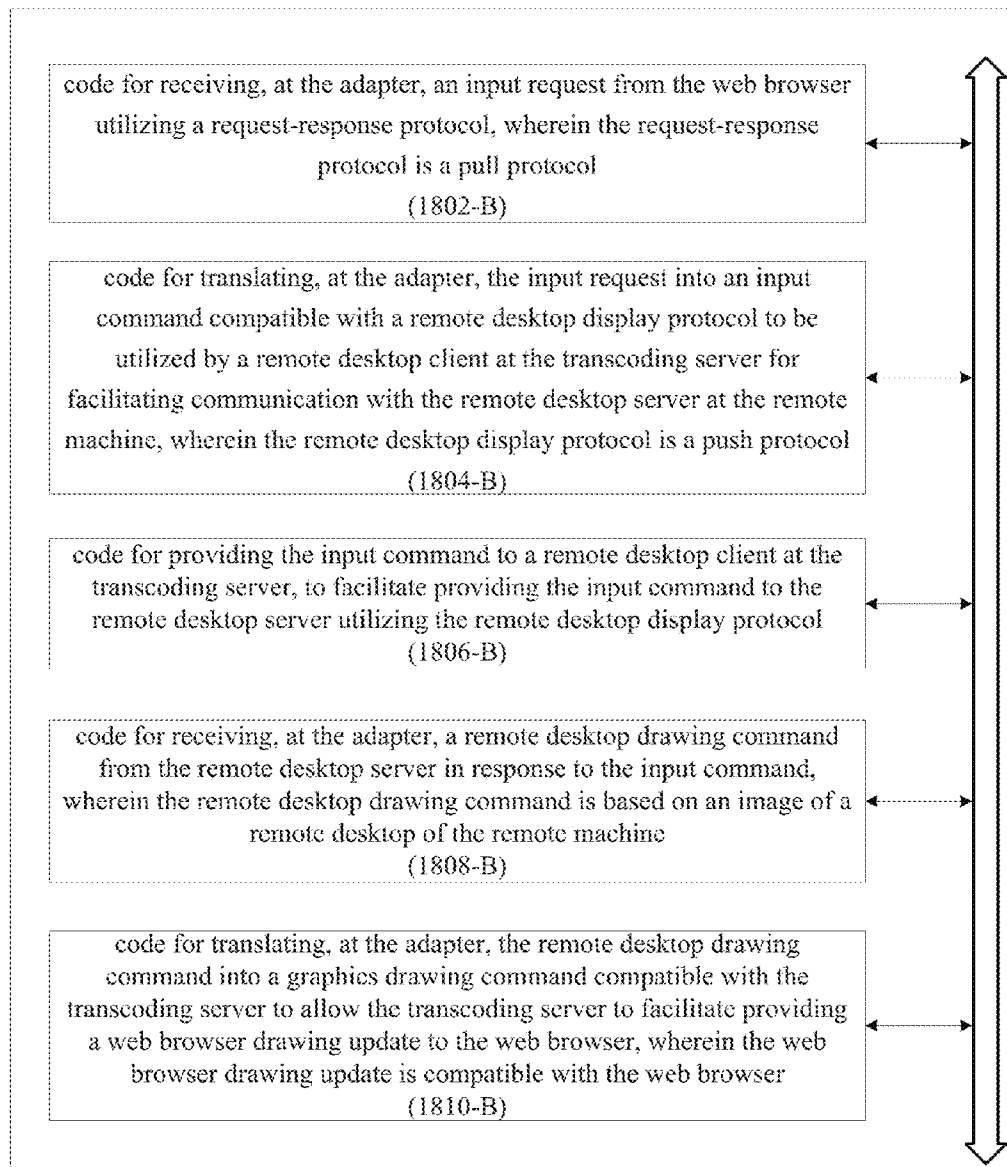 code for receiving, at the adapter, an input request from the web browser
utilizing a request-response protocol, wherein the request-response
protocol is a pull protocol
(1802-B)
code for translating, at the adapter, the input request into an input
command compatible with a remote desktop display protocol to be
utilized by a remote desktop client at the transcoding server for
facilitating communication with the remote desktop server at the remote
machine, wherein the remote desktop display protocol is a push protocol
(1804-B)
code for providing the input command to a remote desktop client at the
transcoding server, to facilitate providing the input command to the
remote desktop server utilizing the remote desktop display protocol
(1806-B)
code for receiving, at the adapter, a remote desktop drawing command
from the remote desktop server in response to the input command,
wherein the remote desktop drawing command is based on an image of a
remote desktop of the remote machine
(1808-B)
code for translating, at the adapter, the remote desktop drawing
command into a graphics drawing command compatible with the
transcoding server to allow the transcoding server to facilitate providing
a web browser drawing update to the web browser, wherein the web
browser drawing update is compatible with the web browser
(1810-B)